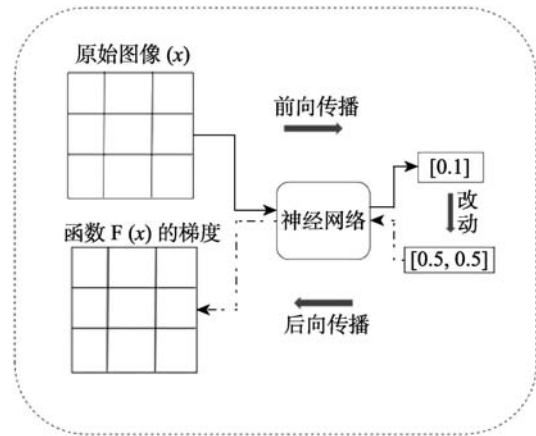 原始图像 (x)
前向传播
[0.1]
改
动
神经网络
函数 F (x) 的梯度
[0.5, 0.5]
后向传播